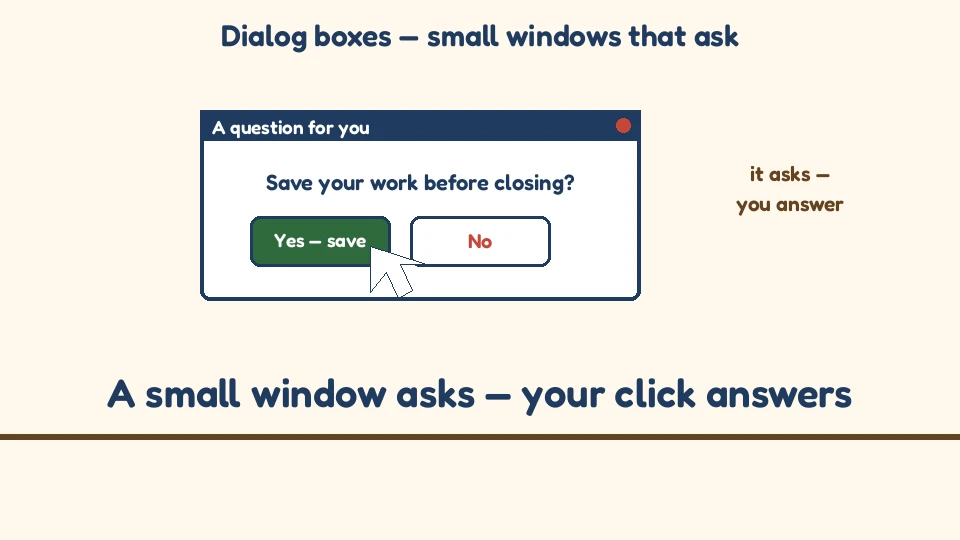 Dialog boxes — small windows that ask
A question for you
Save your work before closing?
Yes — save
No
it asks —
you answer
A small window asks — your click answers